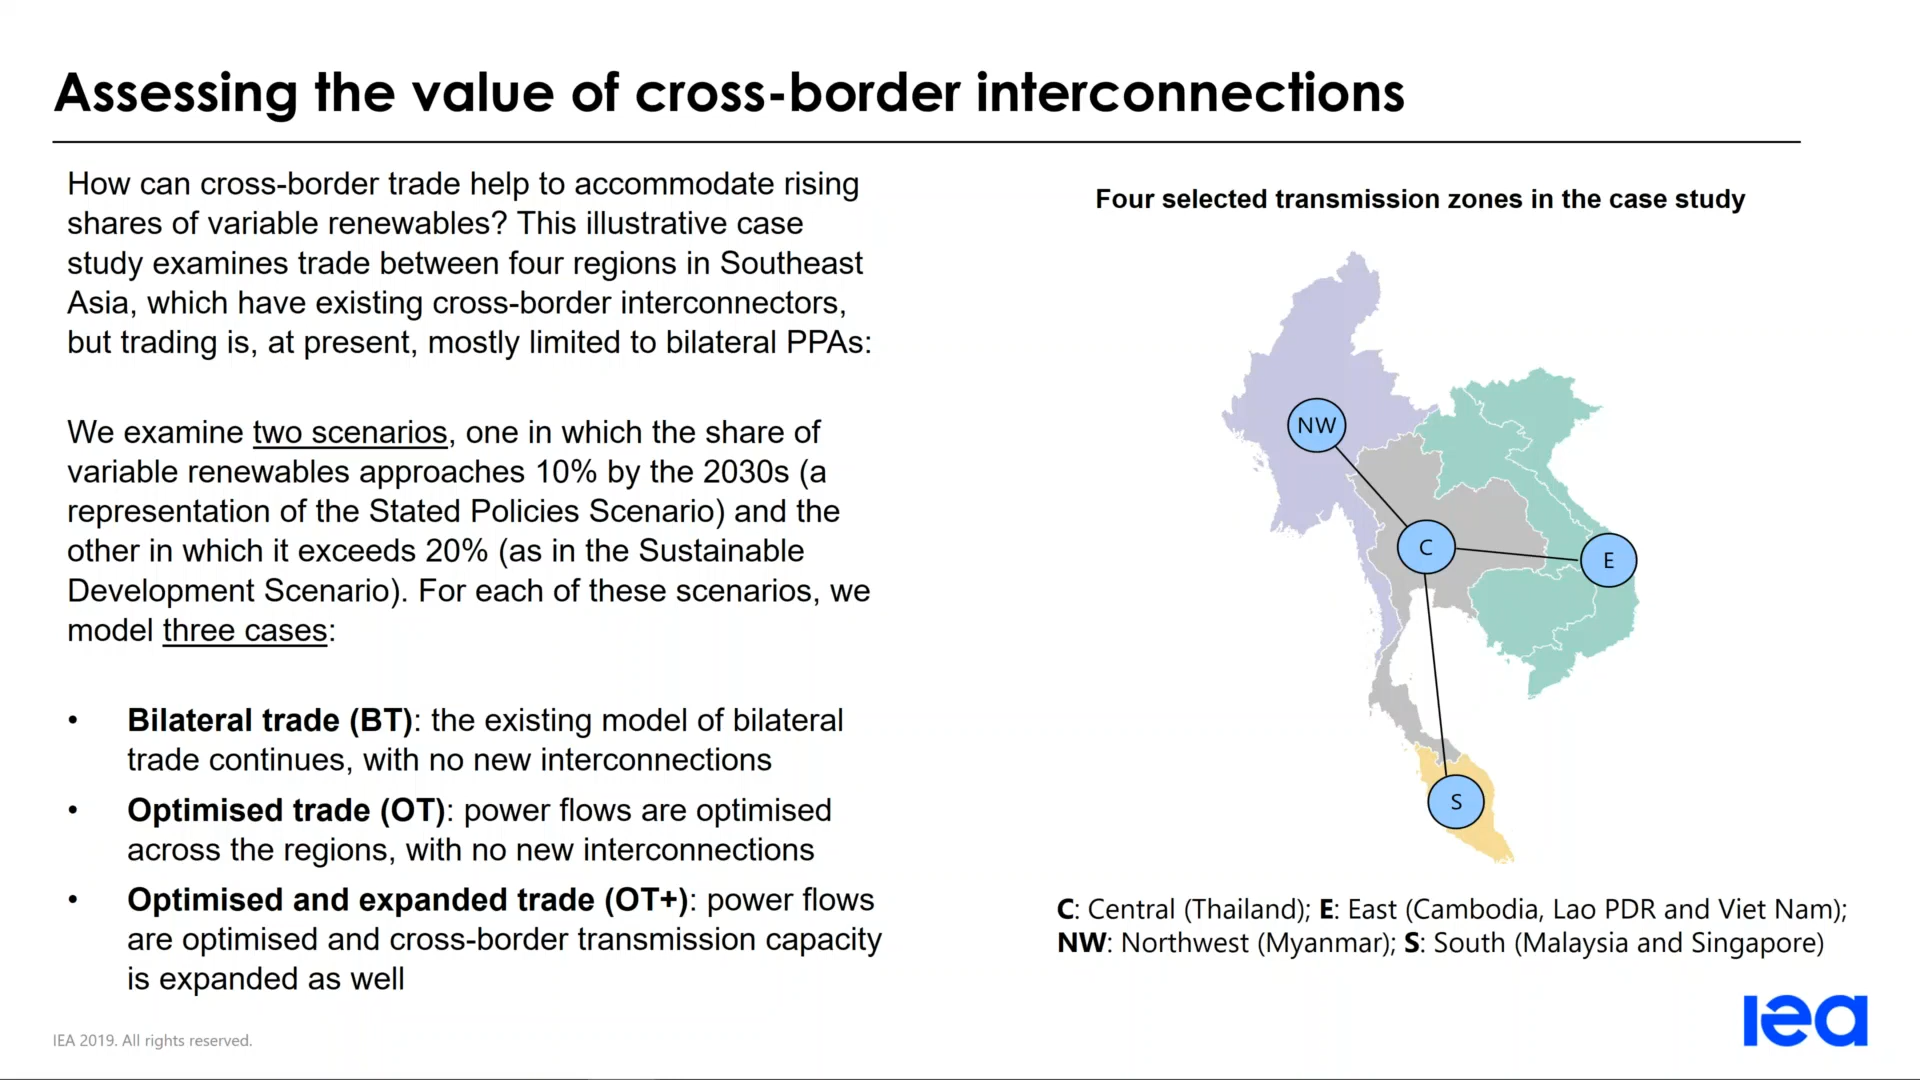 Assessing the value of cross-border interconnections
How can cross-border trade help to accommodate rising
shares of variable renewables? This illustrative case
study examines trade between four regions in Southeast
Asia, which have existing cross-border interconnectors,
but trading is, at present, mostly limited to bilateral PPAs:
We examine two scenarios, one in which the share of
variable renewables approaches 10% by the 2030s (a
representation of the Stated Policies Scenario) and the
other in which it exceeds 20% (as in the Sustainable
Development Scenario). For each of these scenarios, we
model three cases:
• Bilateral trade (BT): the existing model of bilateral
trade continues, with no new interconnections
• Optimised trade (OT): power flows are optimised
across the regions, with no new interconnections
• Optimised and expanded trade (OT+): power flows
are optimised and cross-border transmission capacity
is expanded as well
Four selected transmission zones in the case study
NW
C
E
S
C: Central (Thailand); E: East (Cambodia, Lao PDR and Viet Nam);
NW: Northwest (Myanmar); S: South (Malaysia and Singapore)
IEA 2019. All rights reserved.
iea